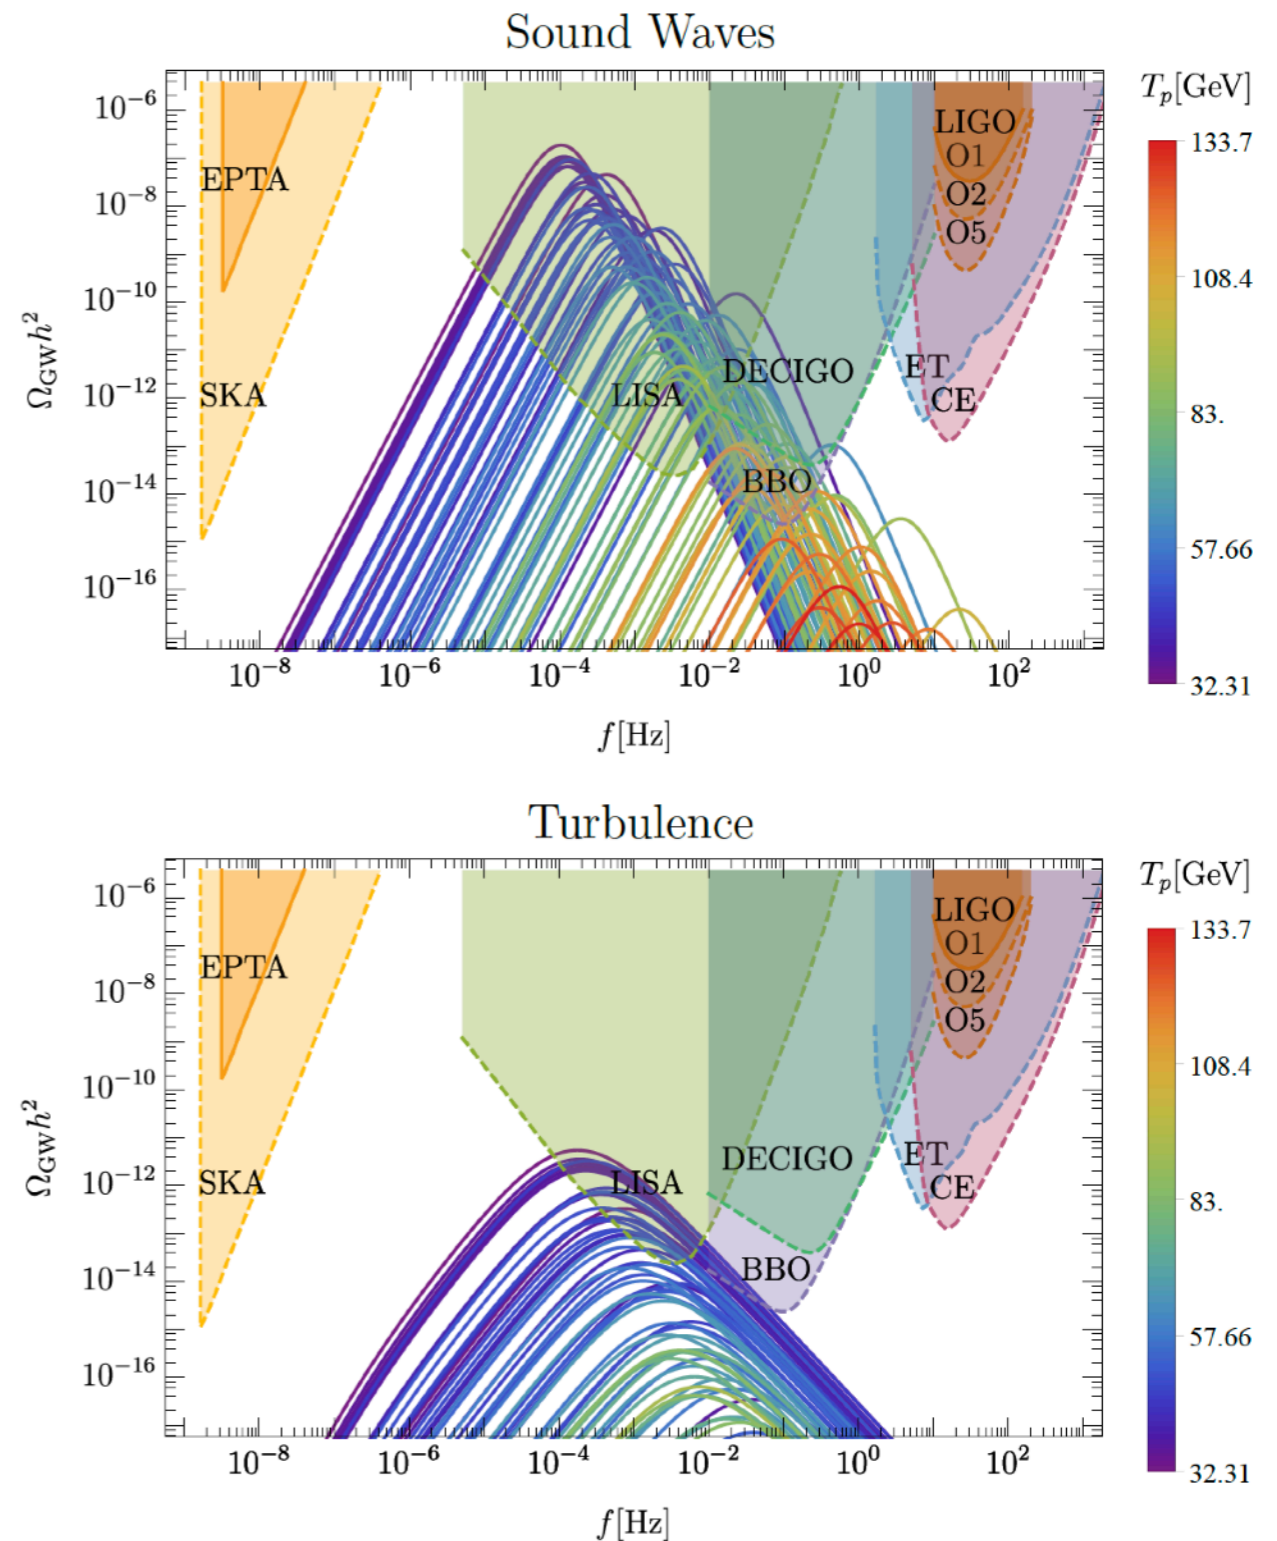 Sound Waves
T_p[GeV]
10^{-6}
10^{-8}
10^{-10}
10^{-12}
10^{-14}
10^{-16}
Ω_{GW}h^2
EPTA
SKA
LISA
DECIGO
BBO
ET
CE
LIGO
O1
O2
O5
133.7
108.4
83.
57.66
32.31
10^{-8} 10^{-6} 10^{-4} 10^{-2} 10^0 10^2
f[Hz]
Turbulence
T_p[GeV]
10^{-6}
10^{-8}
10^{-10}
10^{-12}
10^{-14}
10^{-16}
Ω_{GW}h^2
EPTA
SKA
LISA
DECIGO
BBO
ET
CE
LIGO
O1
O2
O5
133.7
108.4
83.
57.66
32.31
10^{-8} 10^{-6} 10^{-4} 10^{-2} 10^0 10^2
f[Hz]